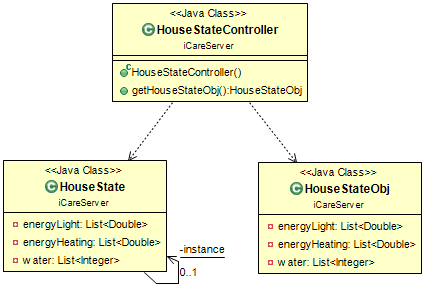 <<Java Class>>
HouseStateController
iCareServer
HouseStateController()
getHouseStateObj():HouseStateObj
<<Java Class>>
HouseState
iCareServer
energyLight: List<Double>
energyHeating: List<Double>
water: List<Integer>
-instance
0..1
<<Java Class>>
HouseStateObj
iCareServer
energyLight: List<Double>
energyHeating: List<Double>
water: List<Integer>